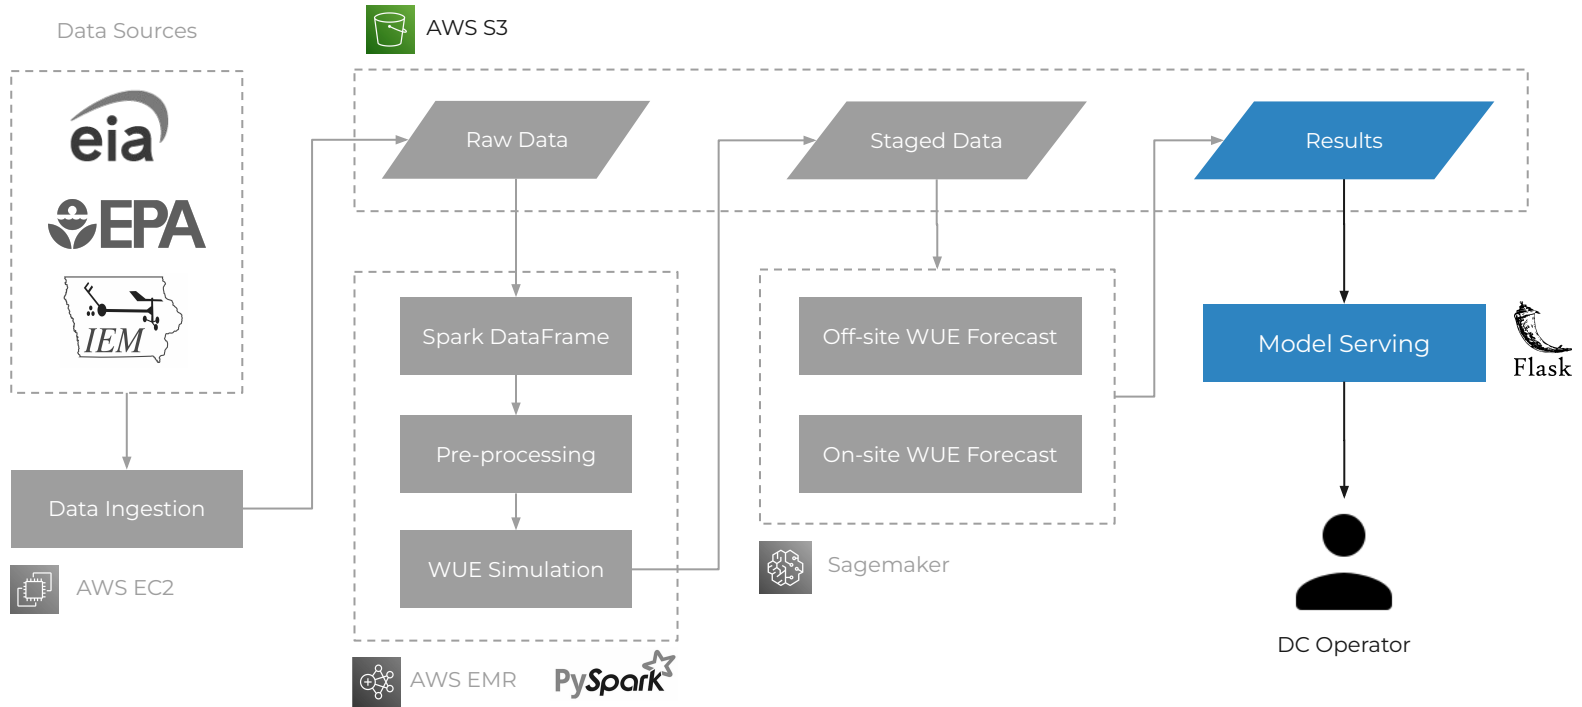 Data Sources
AWS S3
eia
EPA
IEM
Raw Data
Staged Data
Results
Spark DataFrame
Off-site WUE Forecast
Model Serving
Flask
Pre-processing
On-site WUE Forecast
Data Ingestion
WUE Simulation
AWS EC2
Sagemaker
DC Operator
AWS EMR
PySpark